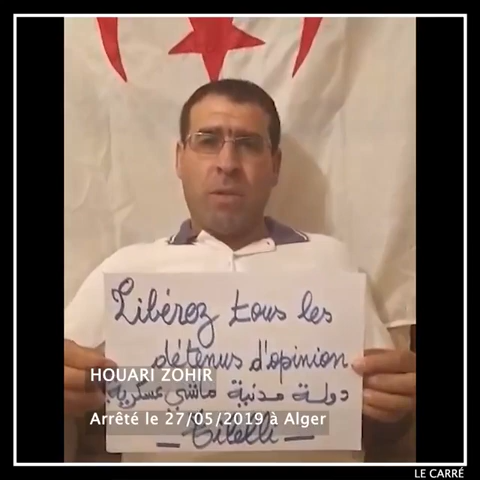 Libérez tous les
détenus d'opinion
دولة مدنية ماشي عسكرية
_Tilelli_
HOUARI ZOHIR
Arrêté le 27/05/2019 à Alger
LE CARRÉ